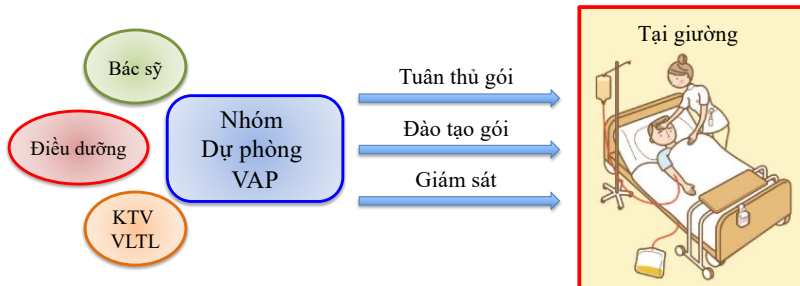 Bác sỹ
Điều dưỡng
KTV
VLTL
Nhóm
Dự phòng
VAP
Tuân thủ gói
Đào tạo gói
Giám sát
Tại giường